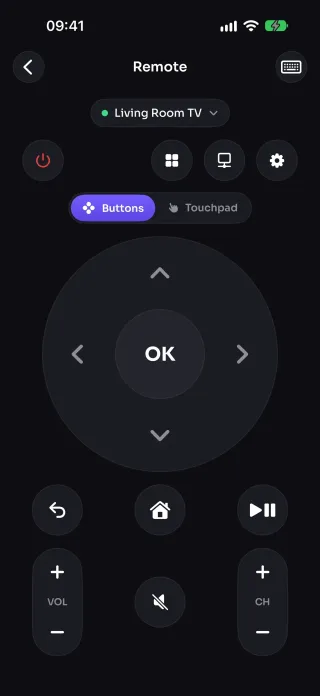 09:41
Remote
Living Room TV
Buttons
Touchpad
OK
VOL
CH